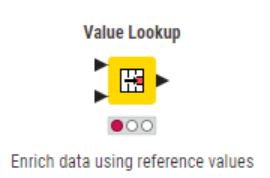 Value Lookup
Enrich data using reference values